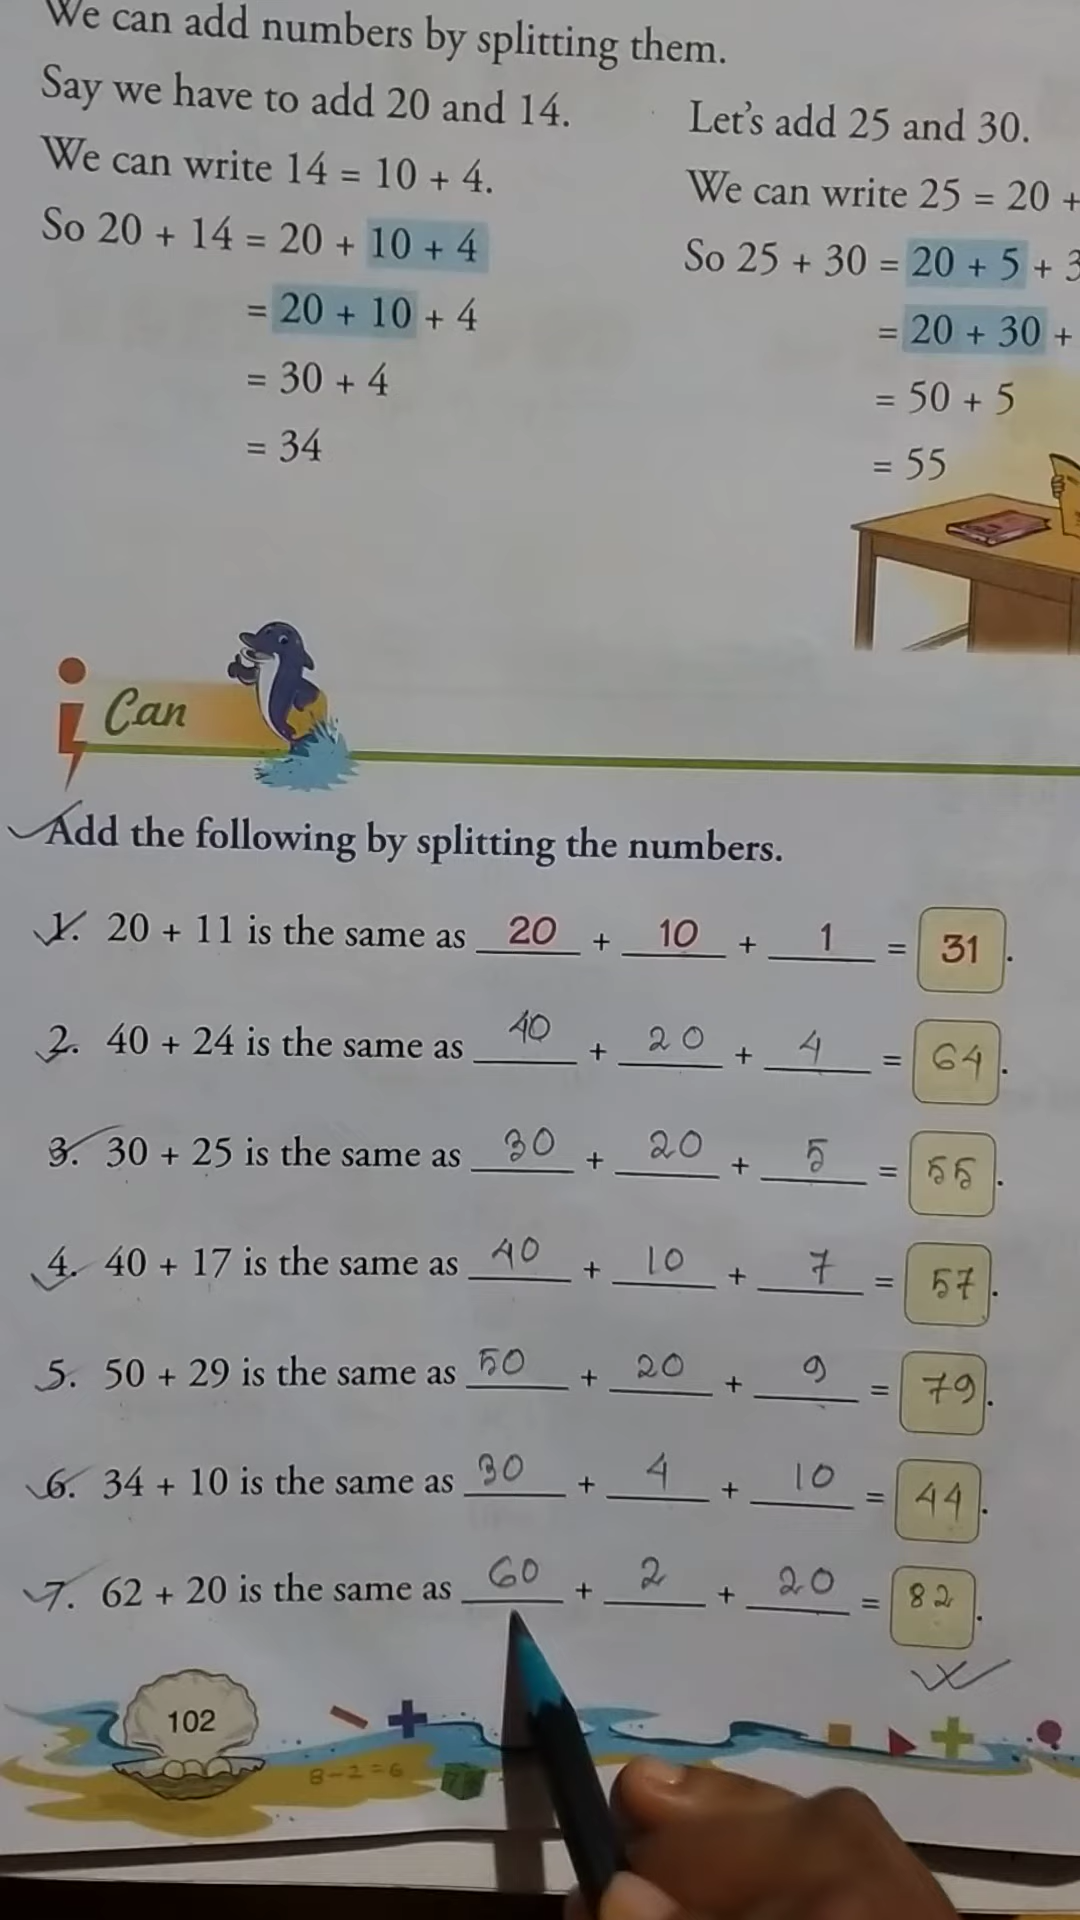 We can add numbers by splitting them.
Say we have to add 20 and 14.
We can write 14 = 10 + 4.
So 20 + 14 = 20 + 10 + 4
= 20 + 10 + 4
= 30 + 4
= 34
Let's add 25 and 30.
We can write 25 = 20 +
So 25 + 30 = 20 + 5 + 3
= 20 + 30 +
= 50 + 5
= 55
i Can
Add the following by splitting the numbers.
1. 20 + 11 is the same as 20 + 10 + 1 = 31.
2. 40 + 24 is the same as 40 + 20 + 4 = 64.
3. 30 + 25 is the same as 30 + 20 + 5 = 55.
4. 40 + 17 is the same as 40 + 10 + 7 = 57.
5. 50 + 29 is the same as 50 + 20 + 9 = 79.
6. 34 + 10 is the same as 30 + 4 + 10 = 44.
7. 62 + 20 is the same as 60 + 2 + 20 = 82.
102
8-2=6